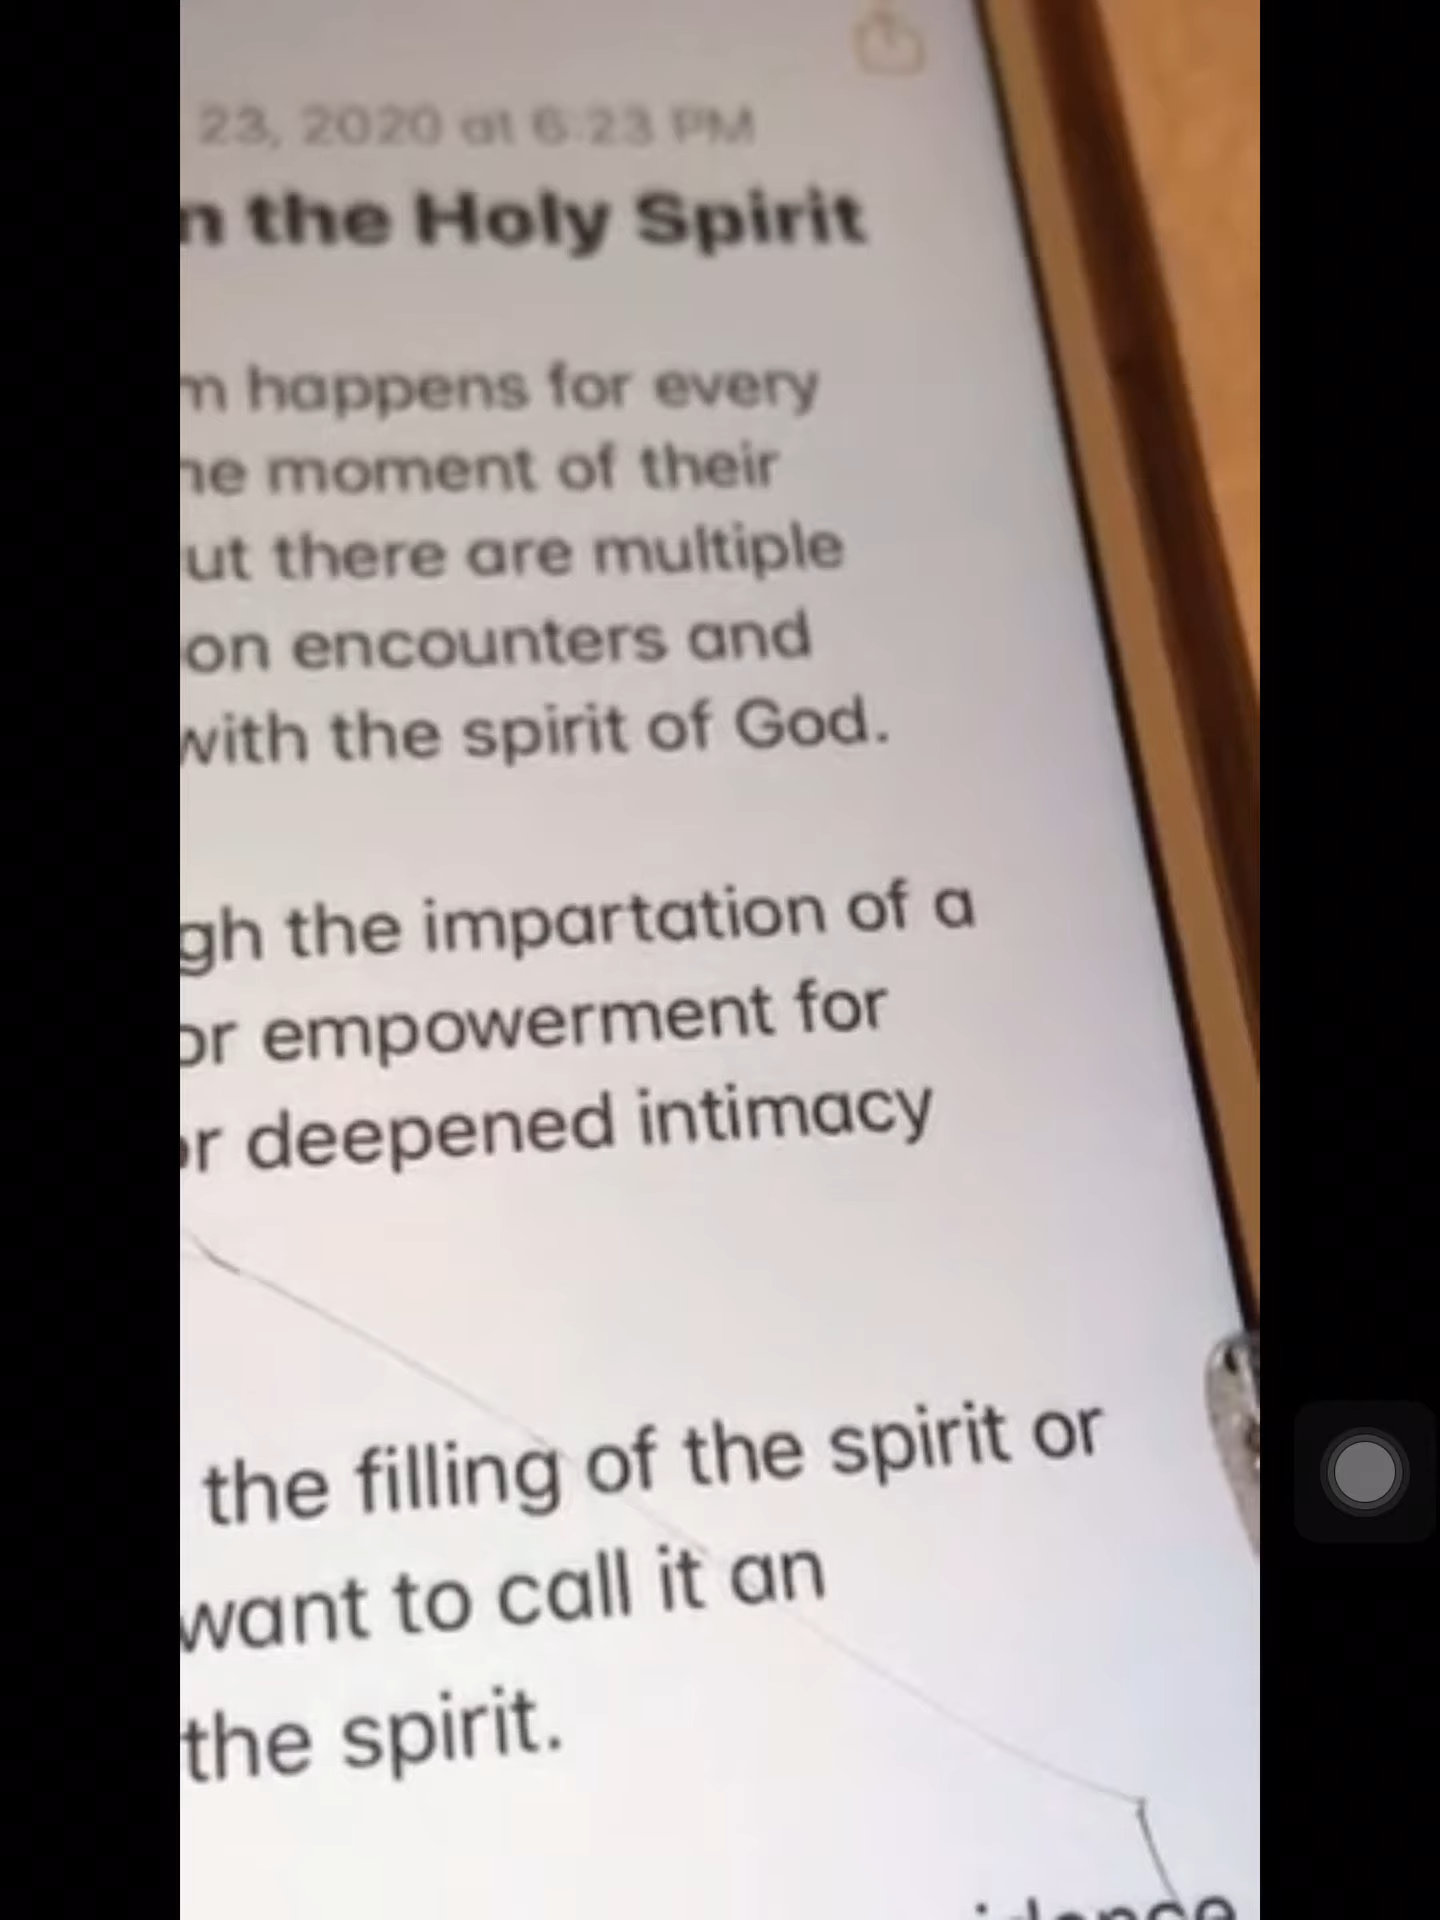 23, 2020 at 6:23 PM
n the Holy Spirit
m happens for every
he moment of their
ut there are multiple
on encounters and
with the spirit of God.
gh the impartation of a
or empowerment for
or deepened intimacy
the filling of the spirit or
want to call it an
the spirit.